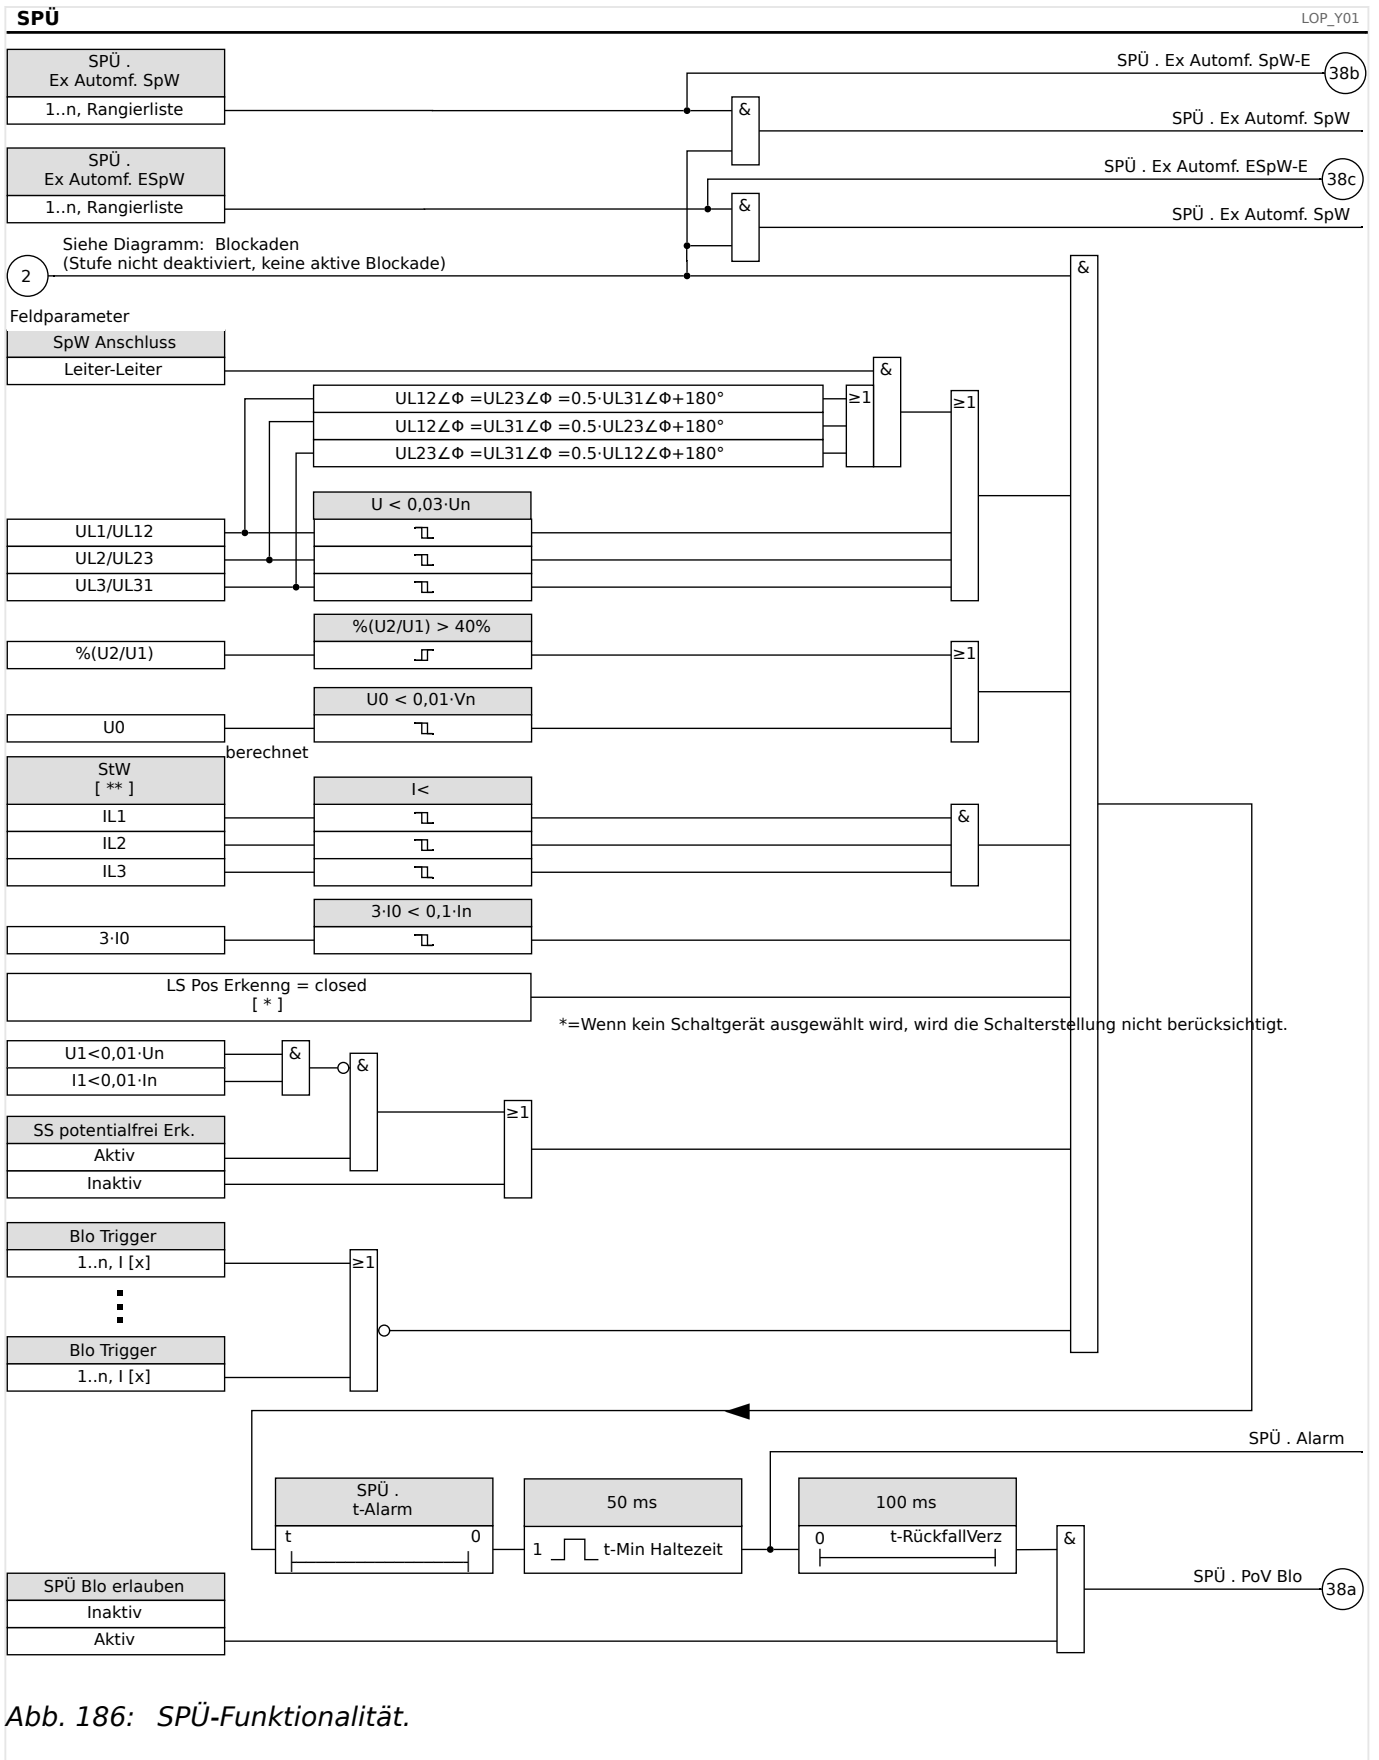 SPÜ
LOP_Y01
SPÜ .
Ex Automf. SpW
1..n, Rangierliste
SPÜ . Ex Automf. SpW-E
38b
&
SPÜ . Ex Automf. SpW
SPÜ .
Ex Automf. ESpW
1..n, Rangierliste
SPÜ . Ex Automf. ESpW-E
38c
&
SPÜ . Ex Automf. SpW
Siehe Diagramm: Blockaden
(Stufe nicht deaktiviert, keine aktive Blockade)
2
&
Feldparameter
SpW Anschluss
Leiter-Leiter
&
UL12∠Φ =UL23∠Φ =0.5·UL31∠Φ+180°
UL12∠Φ =UL31∠Φ =0.5·UL23∠Φ+180°
UL23∠Φ =UL31∠Φ =0.5·UL12∠Φ+180°
≥1
≥1
U < 0,03·Un
UL1/UL12
UL2/UL23
UL3/UL31
%(U2/U1) > 40%
%(U2/U1)
≥1
U0 < 0,01·Vn
U0
berechnet
StW
[ ** ]
I<
IL1
IL2
IL3
&
3·I0 < 0,1·In
3·I0
LS Pos Erkenng = closed
[ * ]
*=Wenn kein Schaltgerät ausgewählt wird, wird die Schalterstellung nicht berücksichtigt.
U1<0,01·Un
I1<0,01·In
&
&
≥1
SS potentialfrei Erk.
Aktiv
Inaktiv
Blo Trigger
1..n, I [x]
≥1
Blo Trigger
1..n, I [x]
SPÜ . Alarm
SPÜ .
t-Alarm
t 0
50 ms
1 t-Min Haltezeit
100 ms
0 t-RückfallVerz
&
SPÜ . PoV Blo
38a
SPÜ Blo erlauben
Inaktiv
Aktiv
Abb. 186: SPÜ-Funktionalität.